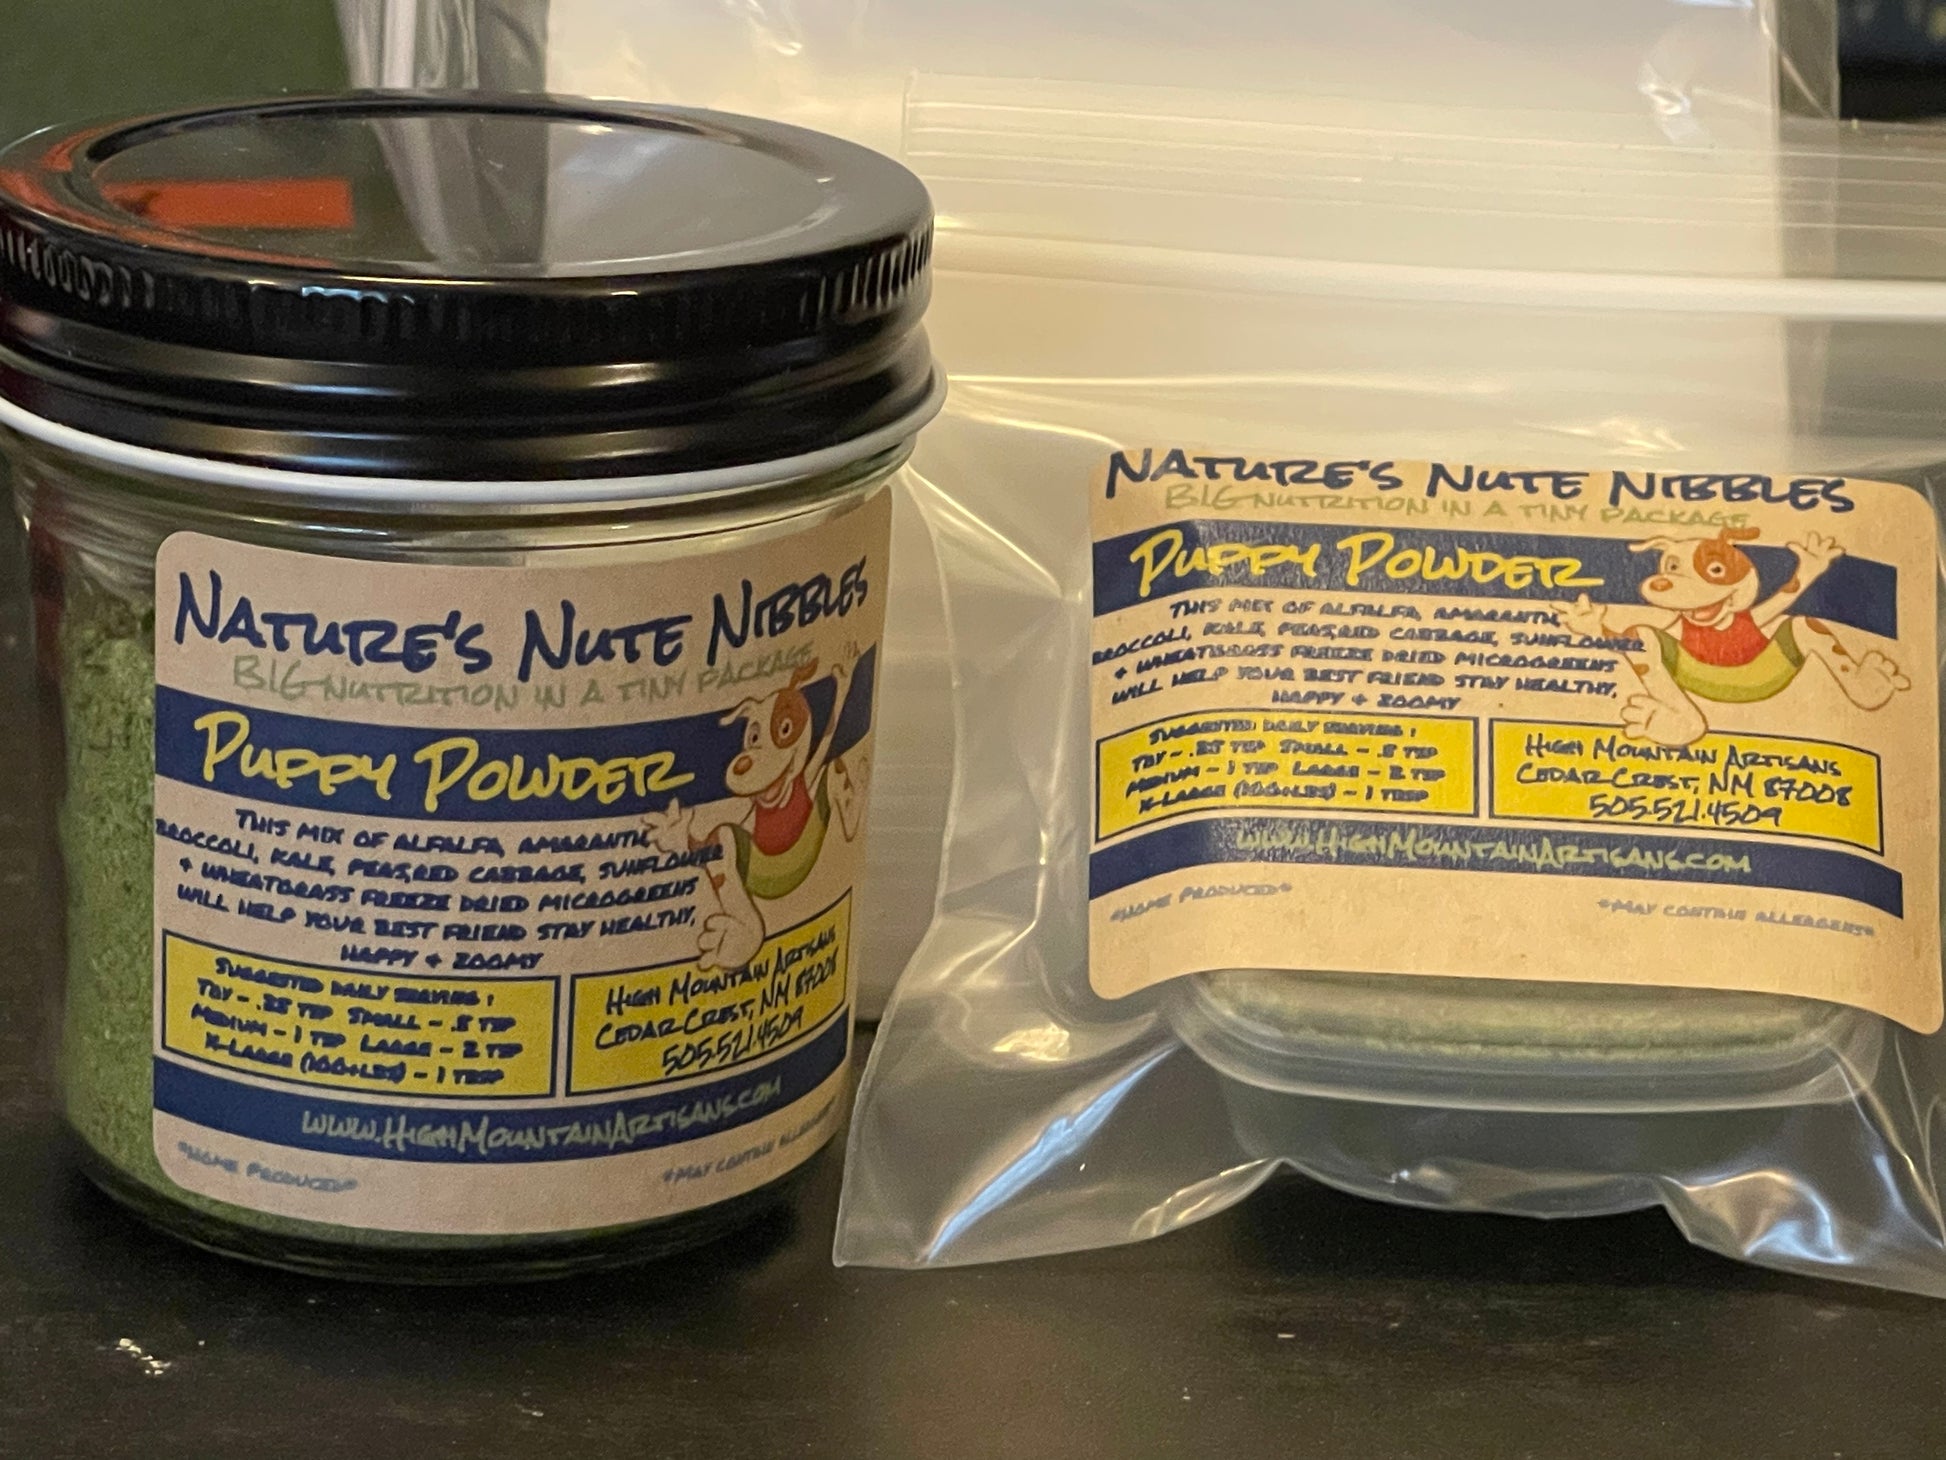 Nature's Nute Nibbles
BIG nutrition in a tiny package
Puppy Powder
This mix of alfalfa, amaranth,
broccoli, kale, peas,red cabbage, sunflower
+ wheatgrass freeze dried microgreens
will help your best friend stay healthy,
happy + zoomy
Suggested daily serving:
Toy - .25 tsp Small - .5 tsp
Medium - 1 tsp Large - 2 tsp
X-Large (100+lbs) - 1 tbsp
High Mountain Artisans
Cedar Crest, NM 87008
505.521.4509
www.HighMountainArtisans.com
*Home Produced*
*May contain allergens
Nature's Nute Nibbles
BIG nutrition in a tiny package
Puppy Powder
This mix of alfalfa, amaranth,
broccoli, kale, peas,red cabbage, sunflower
+ wheatgrass freeze dried microgreens
will help your best friend stay healthy,
happy + zoomy
Suggested daily serving:
Toy - .25 tsp Small - .5 tsp
Medium - 1 tsp Large - 2 tsp
X-Large (100+lbs) - 1 tbsp
High Mountain Artisans
Cedar Crest, NM 87008
505.521.4509
www.HighMountainArtisans.com
*Home Produced*
*May contain allergens*